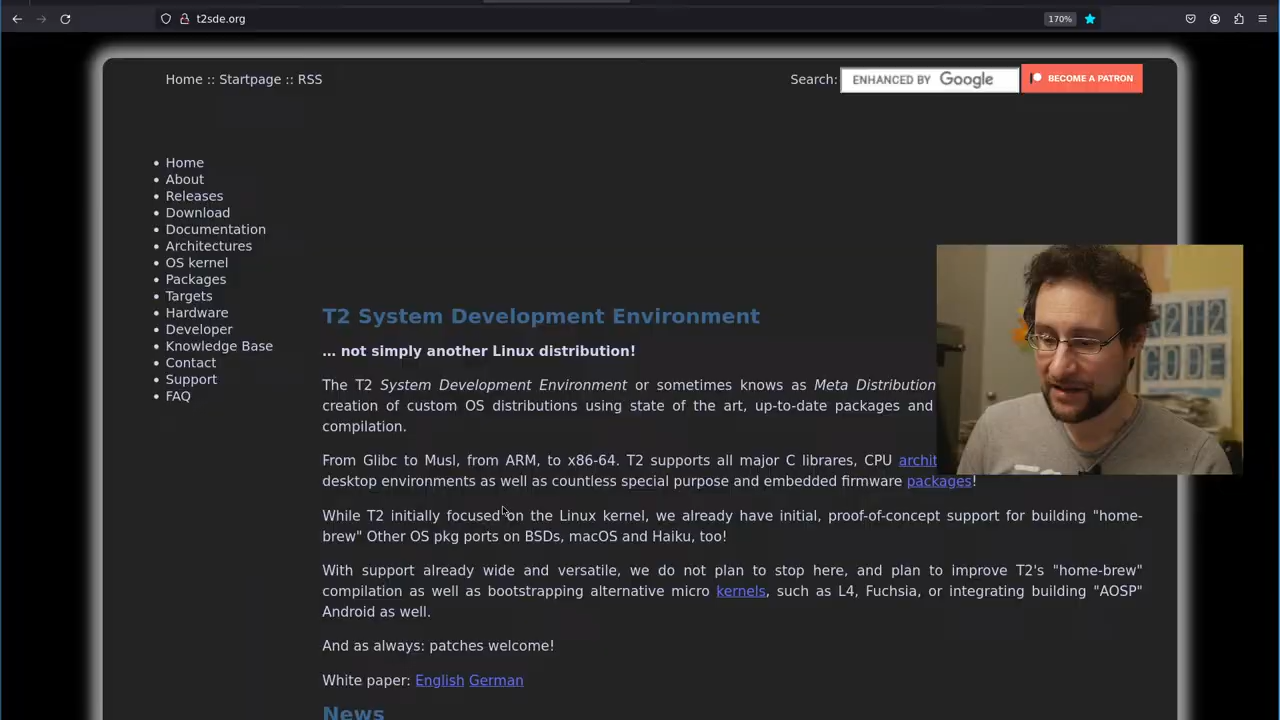 t2sde.org
170%
Home :: Startpage :: RSS
Search: ENHANCED BY Google
BECOME A PATRON
Home
About
Releases
Download
Documentation
Architectures
OS kernel
Packages
Targets
Hardware
Developer
Knowledge Base
Contact
Support
FAQ
T2 System Development Environment
… not simply another Linux distribution!
The T2 System Development Environment or sometimes knows as Meta Distribution
creation of custom OS distributions using state of the art, up-to-date packages and
compilation.
From Glibc to Musl, from ARM, to x86-64. T2 supports all major C librares, CPU
desktop environments as well as countless special purpose and embedded firmware packages!
While T2 initially focused on the Linux kernel, we already have initial, proof-of-concept support for building "home-
brew" Other OS pkg ports on BSDs, macOS and Haiku, too!
With support already wide and versatile, we do not plan to stop here, and plan to improve T2's "home-brew"
compilation as well as bootstrapping alternative micro kernels, such as L4, Fuchsia, or integrating building "AOSP"
Android as well.
And as always: patches welcome!
White paper: English German
News
CODE